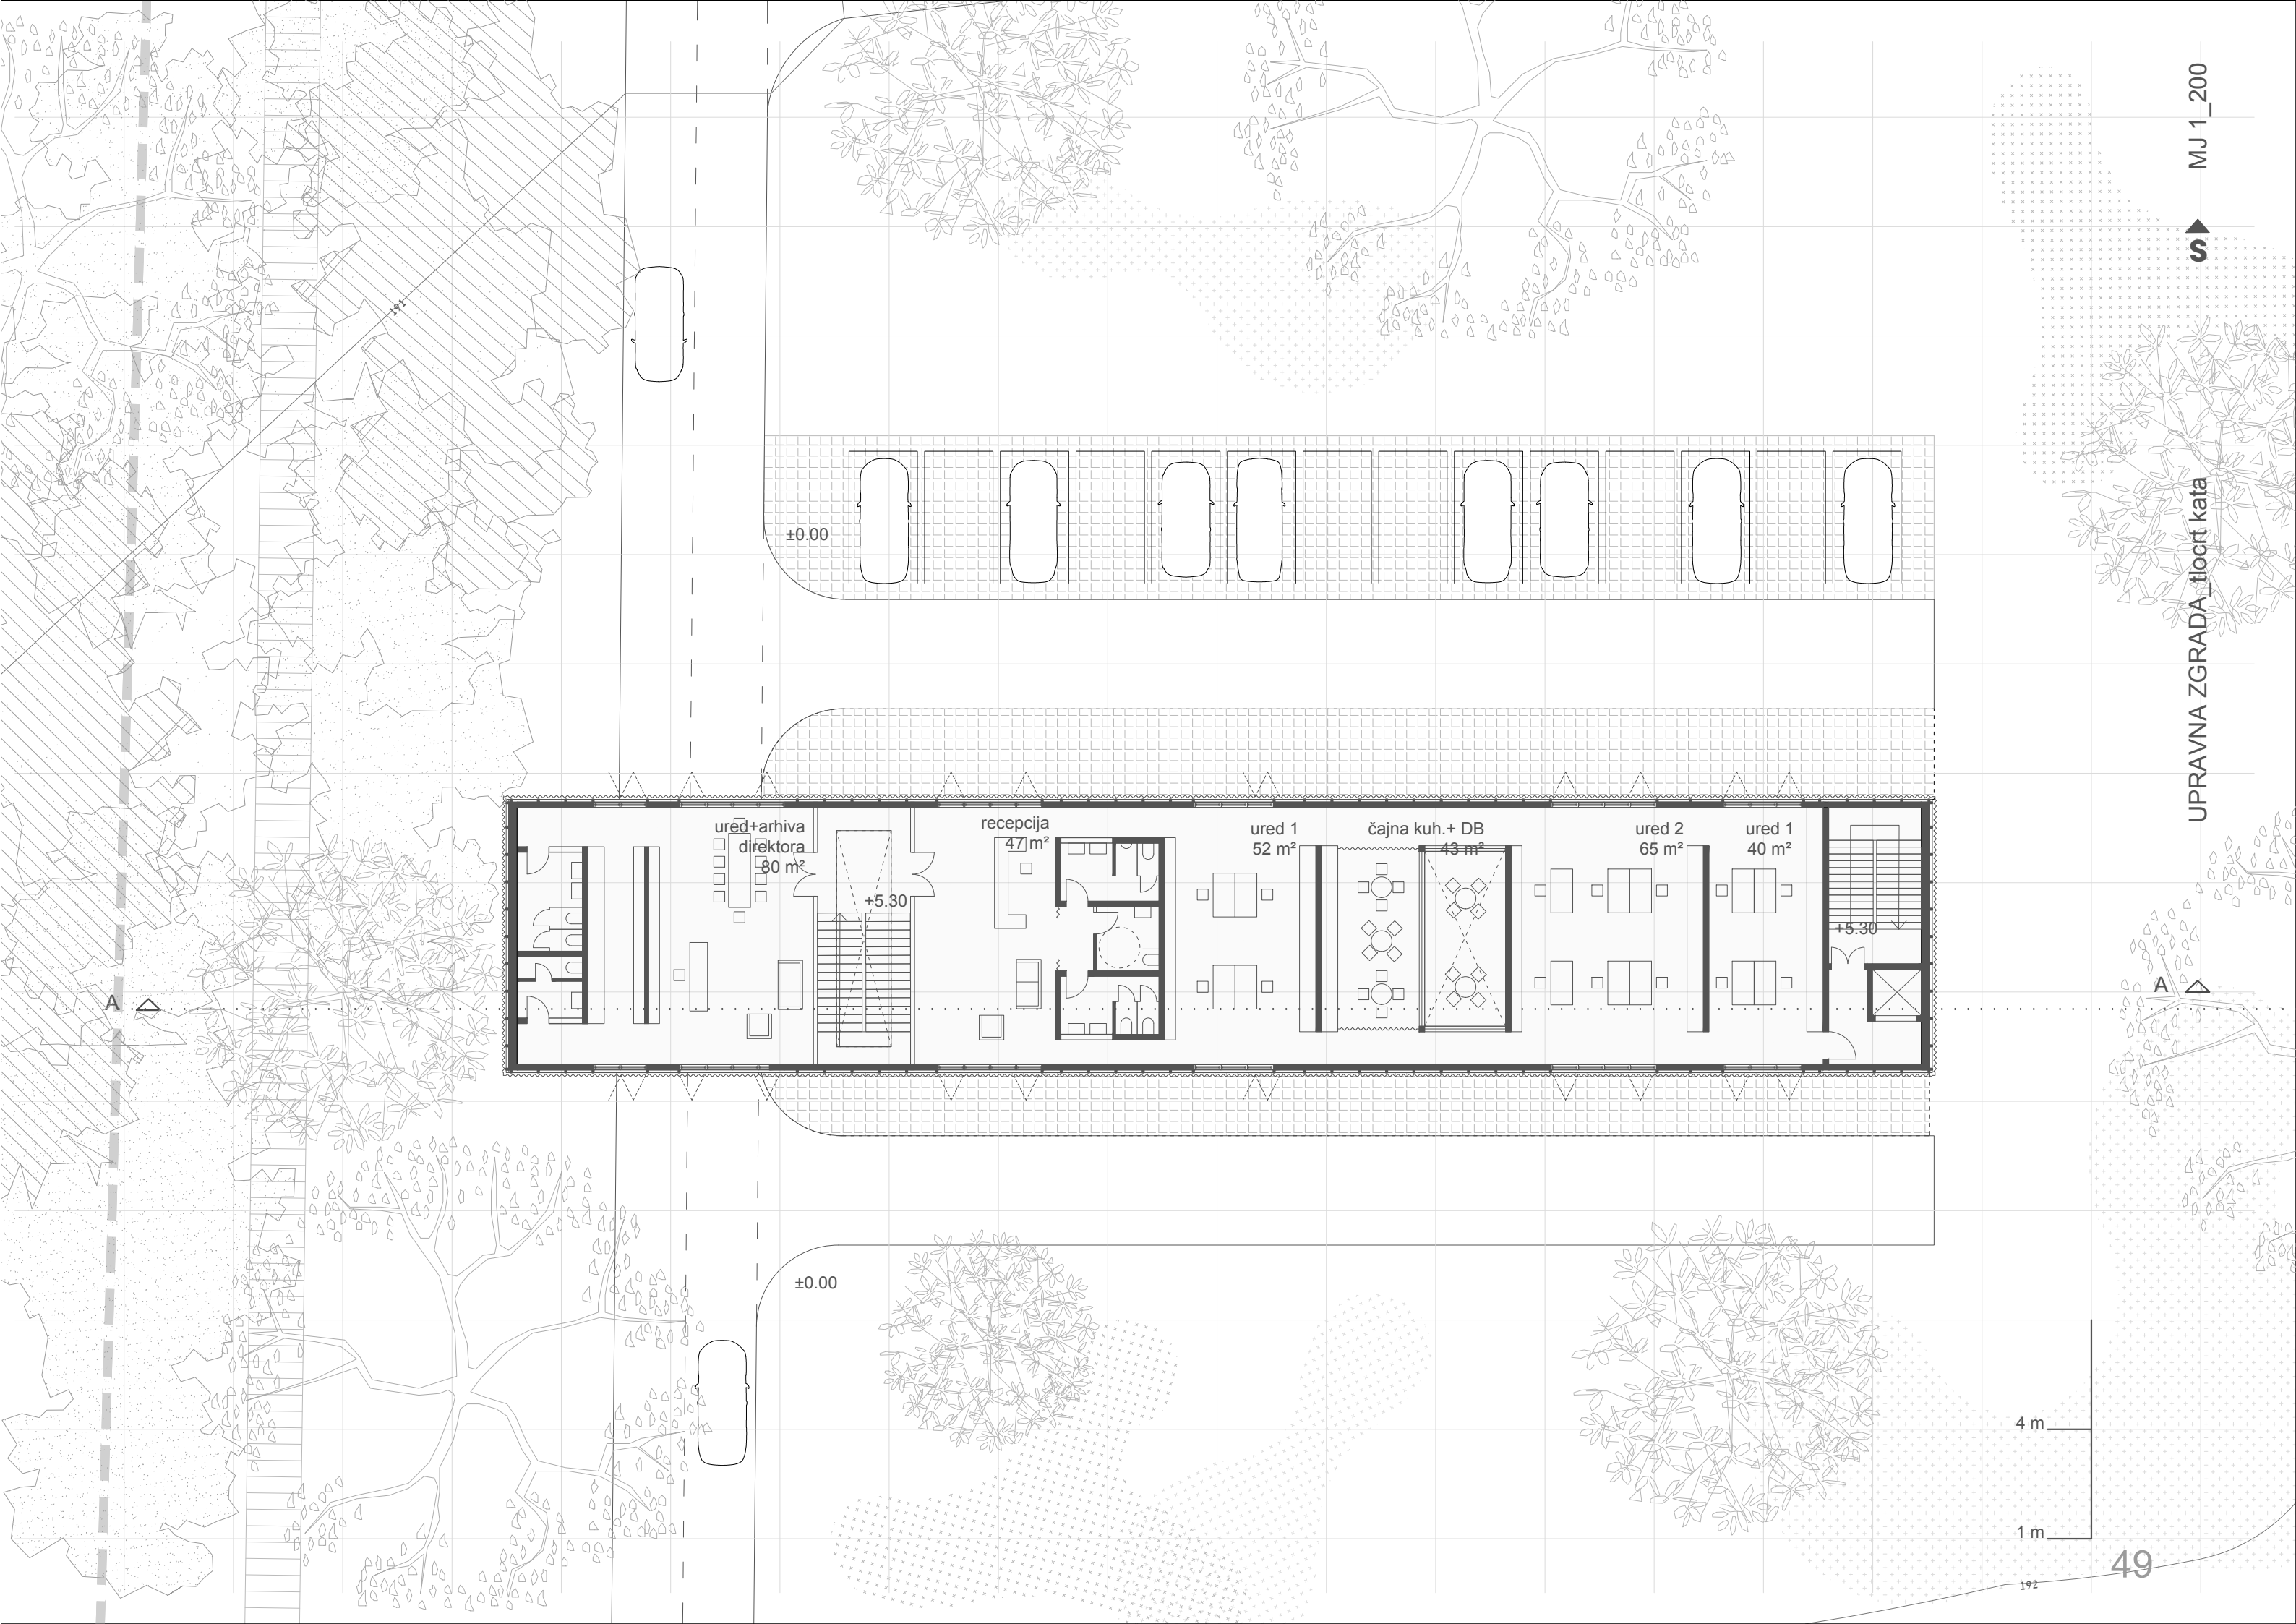 MJ 1_200
S
UPRAVNA ZGRADA_tlocrt kata
191
±0.00
ured+arhiva
direktora
80 m²
+5.30
recepcija
47 m²
ured 1
52 m²
čajna kuh.+ DB
43 m²
ured 2
65 m²
ured 1
40 m²
+5.30
A
A
±0.00
4 m
1 m
49
192